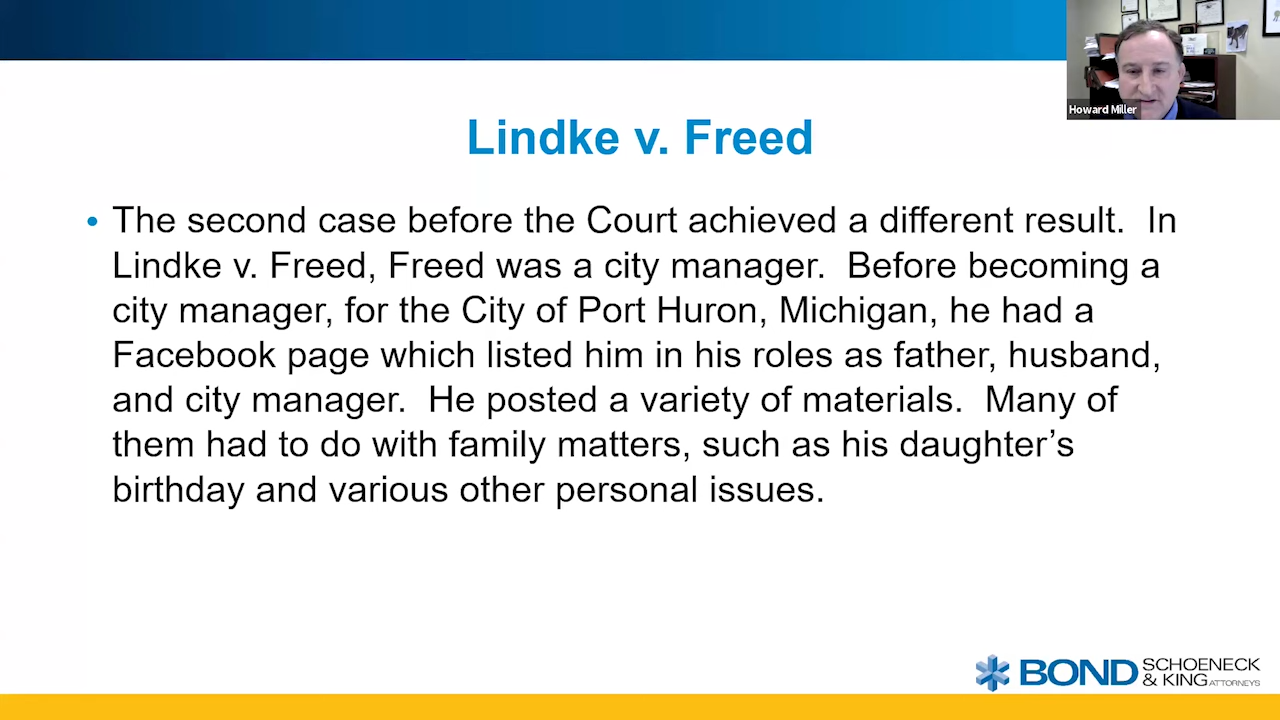 Howard Miller
Lindke v. Freed
• The second case before the Court achieved a different result.  In
Lindke v. Freed, Freed was a city manager.  Before becoming a
city manager, for the City of Port Huron, Michigan, he had a
Facebook page which listed him in his roles as father, husband,
and city manager.  He posted a variety of materials.  Many of
them had to do with family matters, such as his daughter’s
birthday and various other personal issues.
BOND SCHOENECK
& KING ATTORNEYS